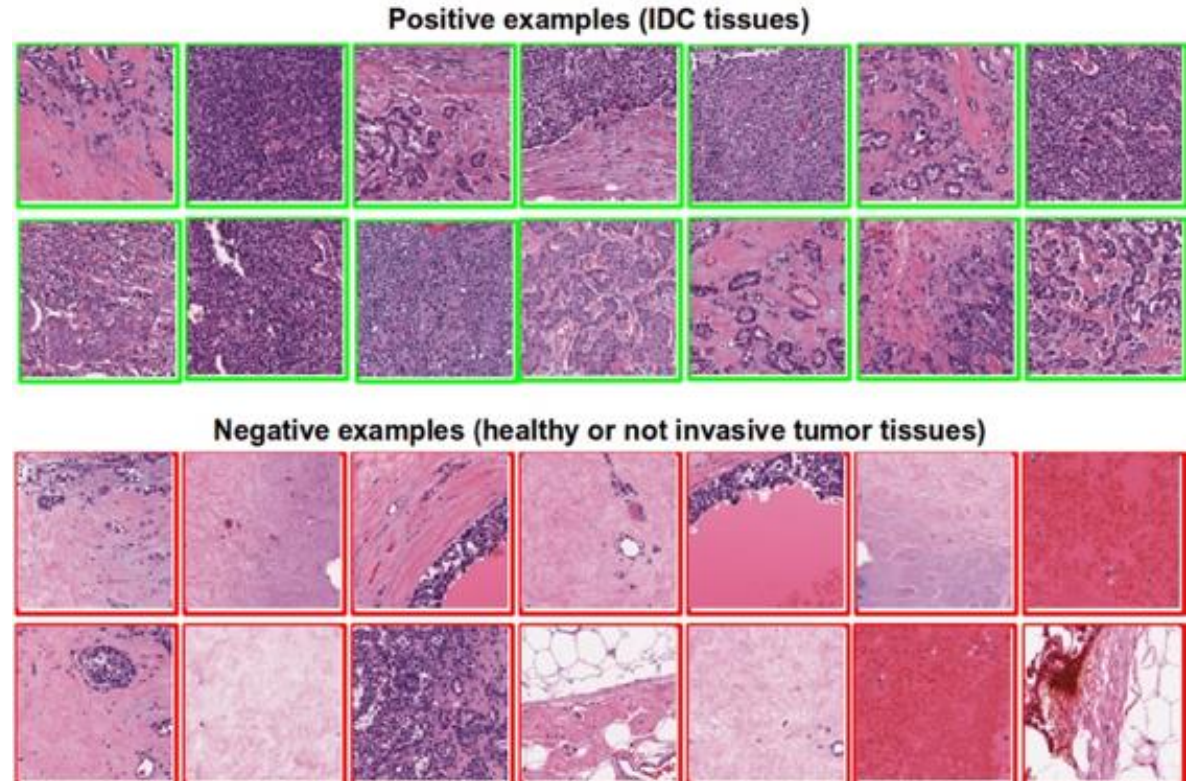 Positive examples (IDC tissues)
Negative examples (healthy or not invasive tumor tissues)